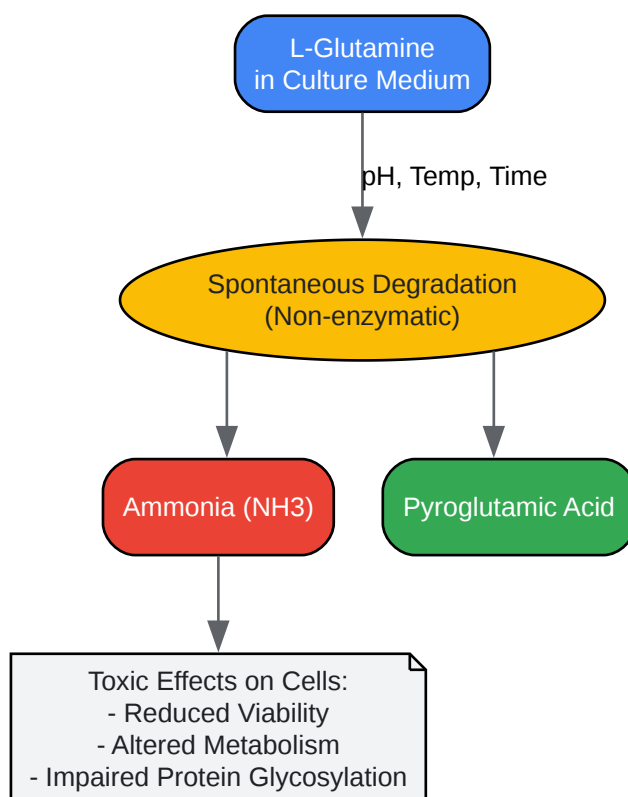 L-Glutamine
in Culture Medium
pH, Temp, Time
Spontaneous Degradation
(Non-enzymatic)
Ammonia (NH3)
Pyroglutamic Acid
Toxic Effects on Cells:
- Reduced Viability
- Altered Metabolism
- Impaired Protein Glycosylation